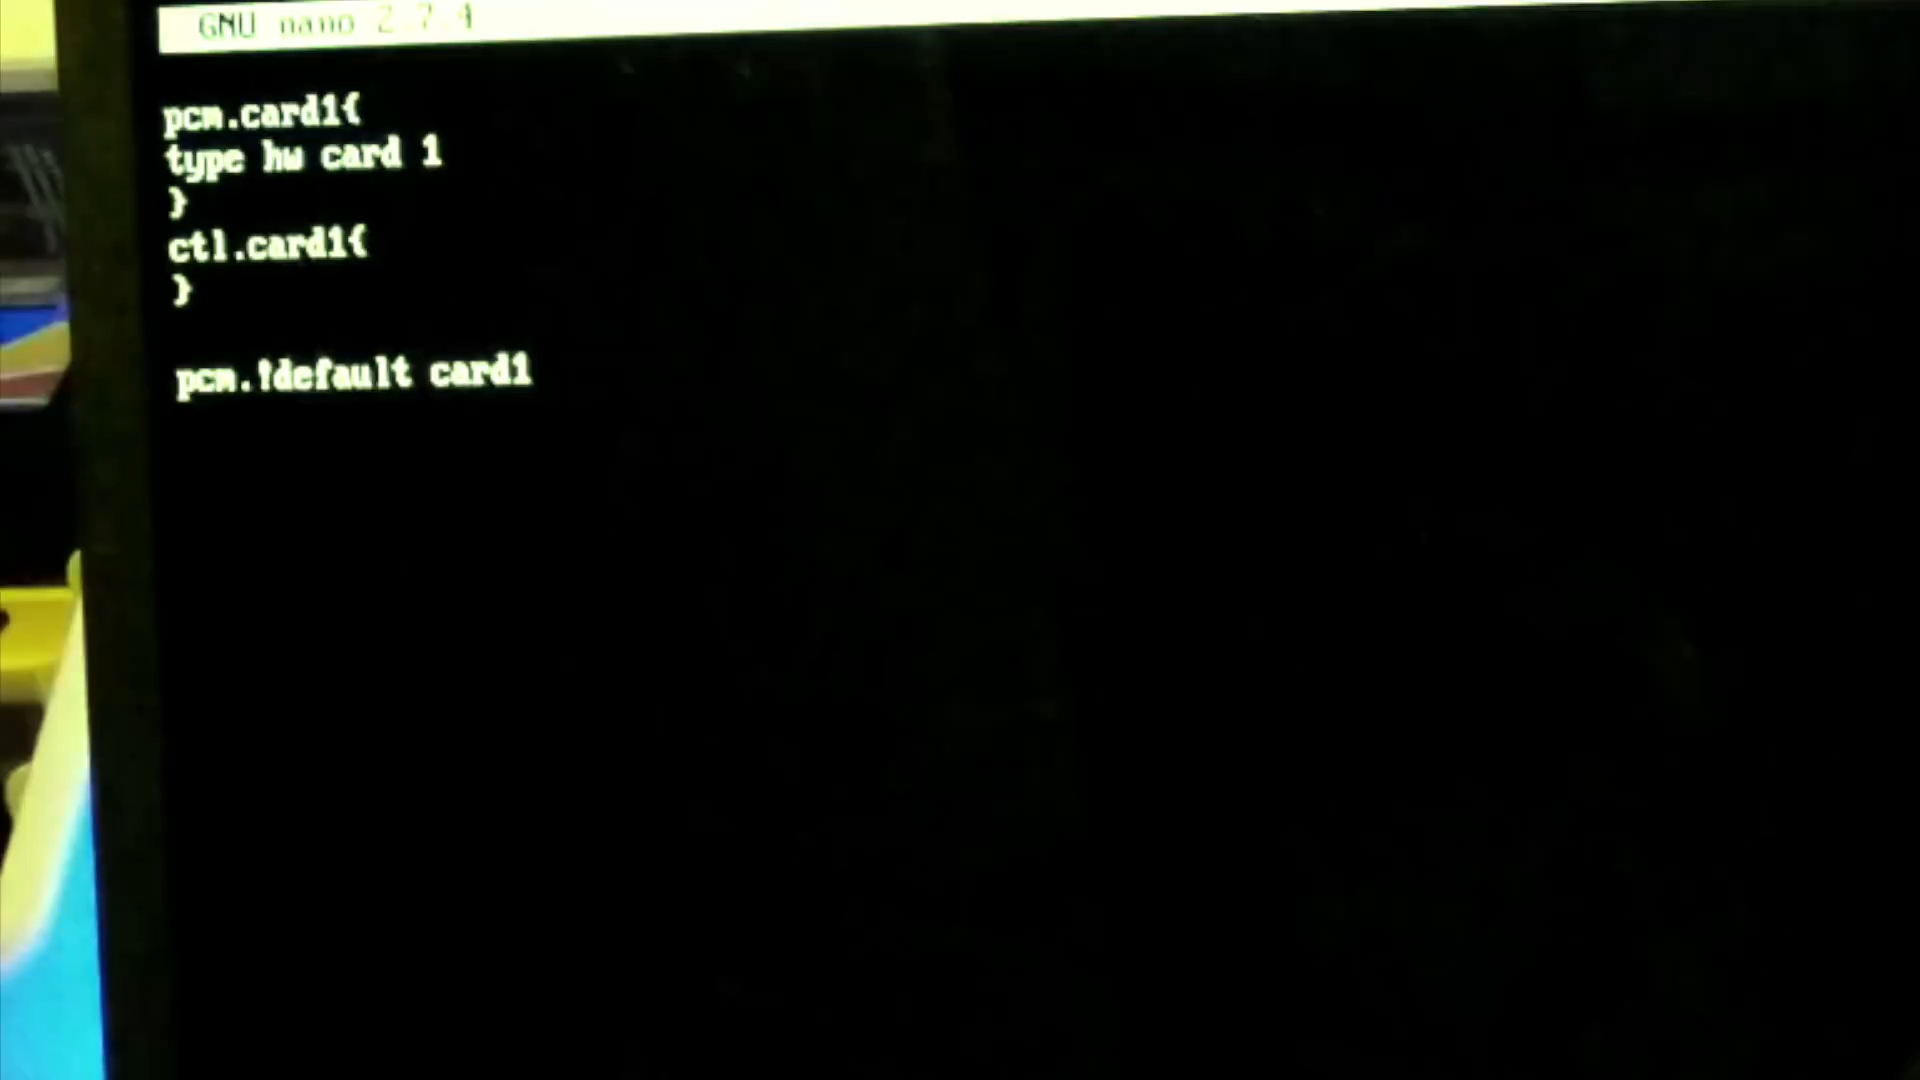 GNU nano 2.7.4
pcm.card1{
type hw card 1
}
ctl.card1{
}
pcm.!default card1